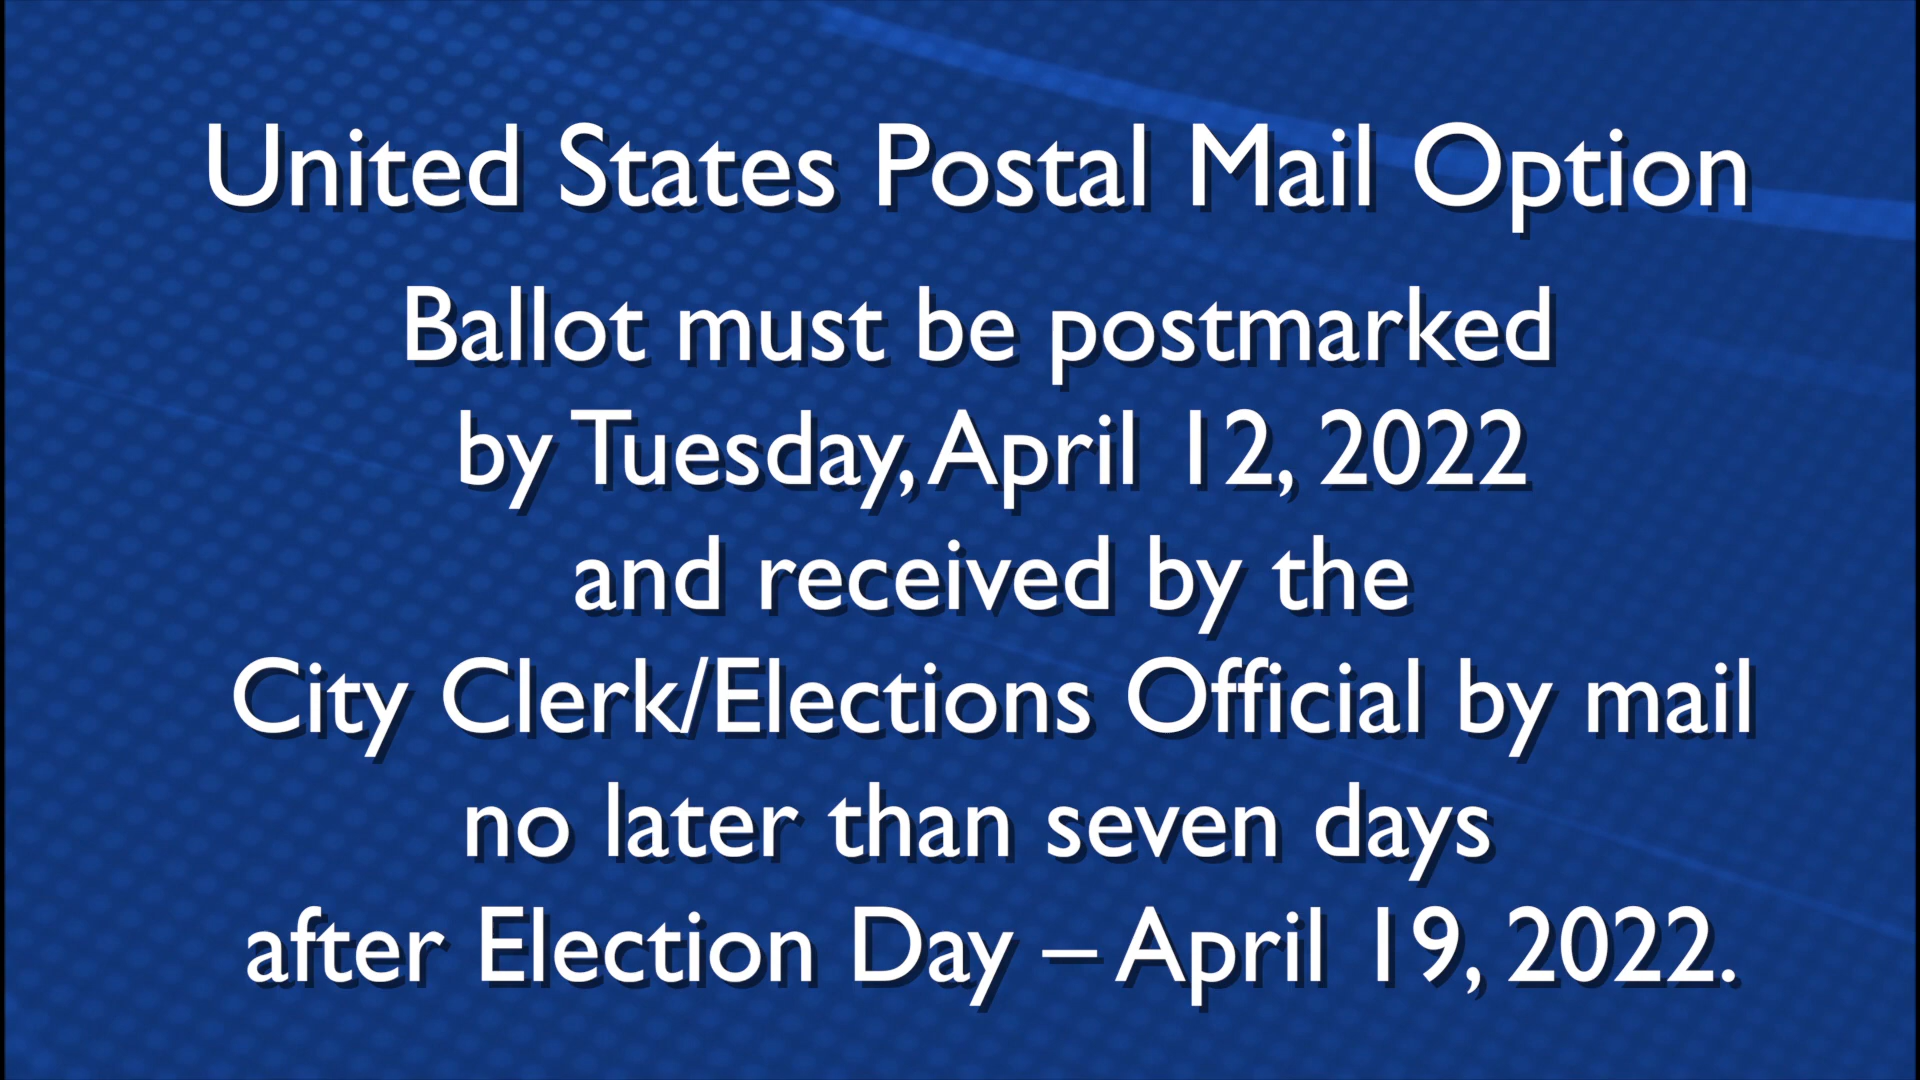 United States Postal Mail Option
Ballot must be postmarked
by Tuesday, April 12, 2022
and received by the
City Clerk/Elections Official by mail
no later than seven days
after Election Day – April 19, 2022.